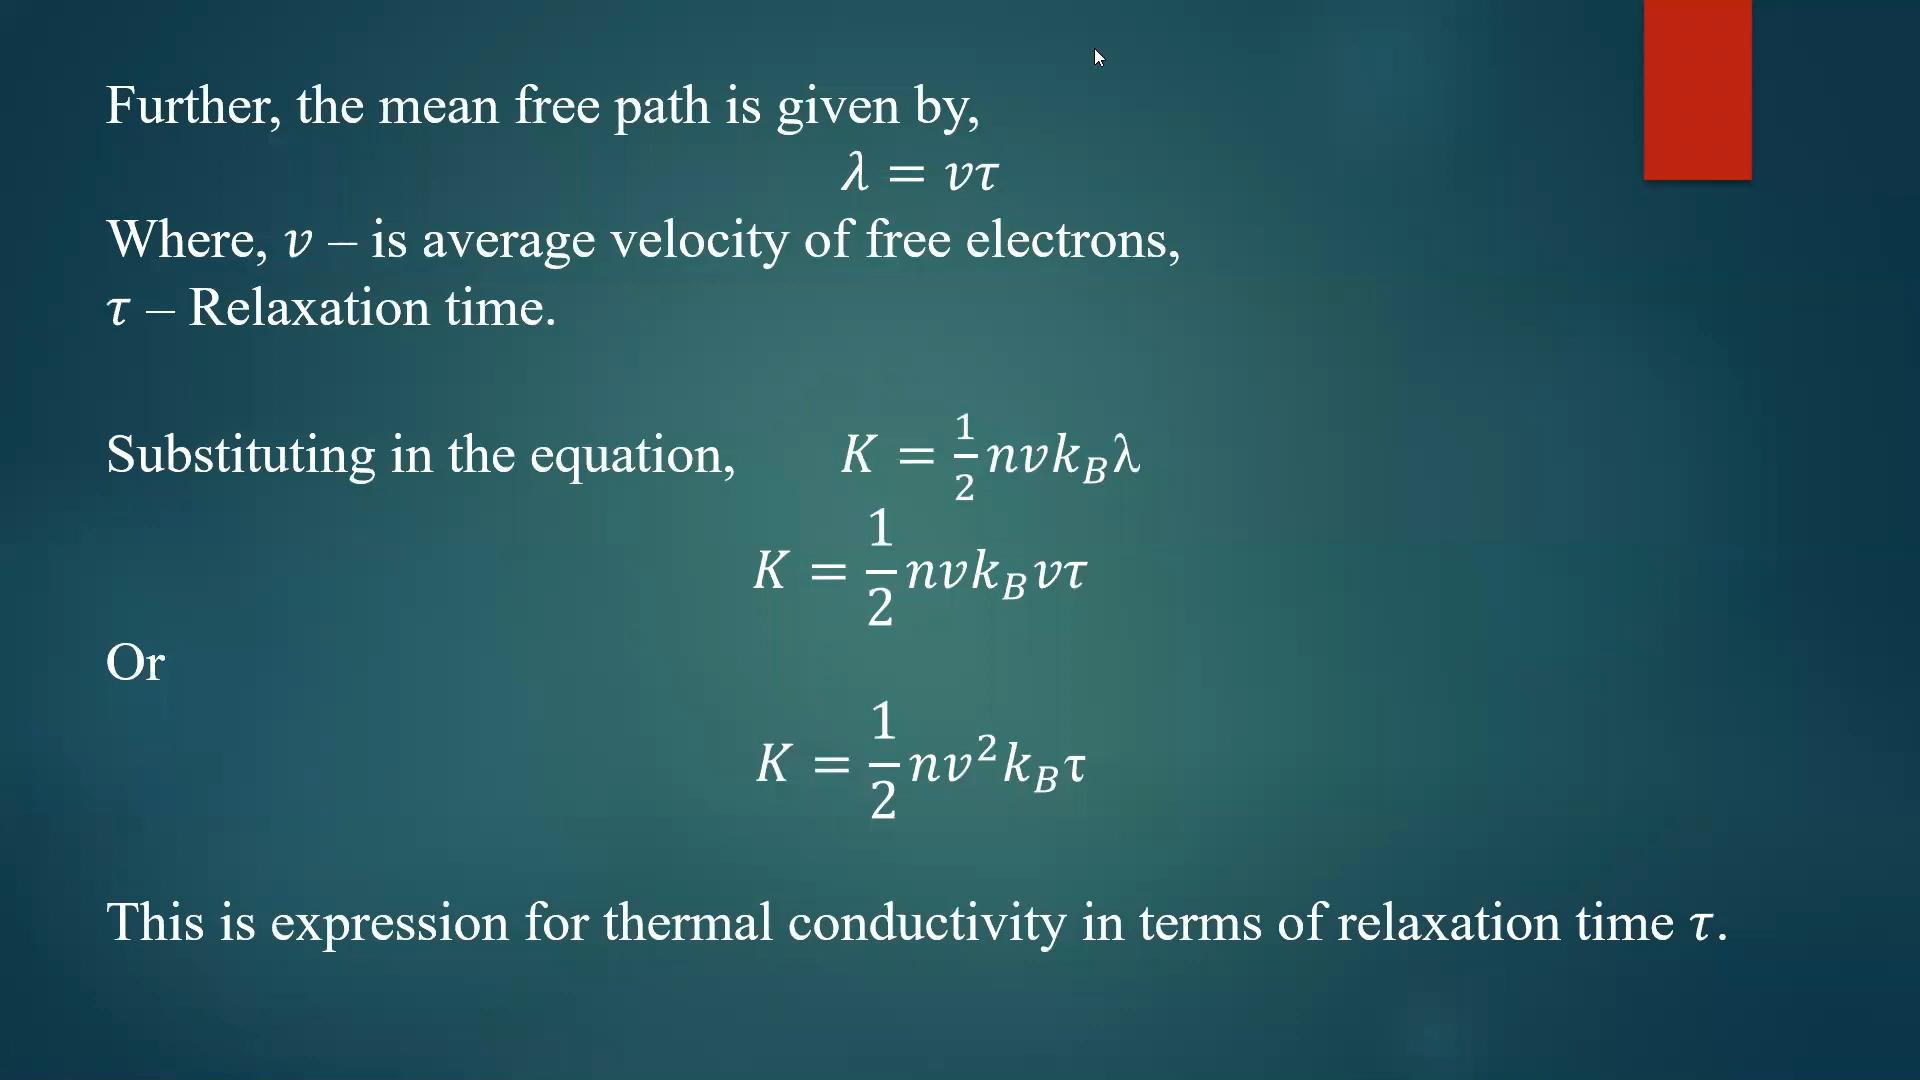 Further, the mean free path is given by,
λ = vτ
Where, v – is average velocity of free electrons,
τ – Relaxation time.
Substituting in the equation, K = 1/2 nvk_Bλ
K = 1/2 nvk_Bvτ
Or
K = 1/2 nv²k_Bτ
This is expression for thermal conductivity in terms of relaxation time τ.